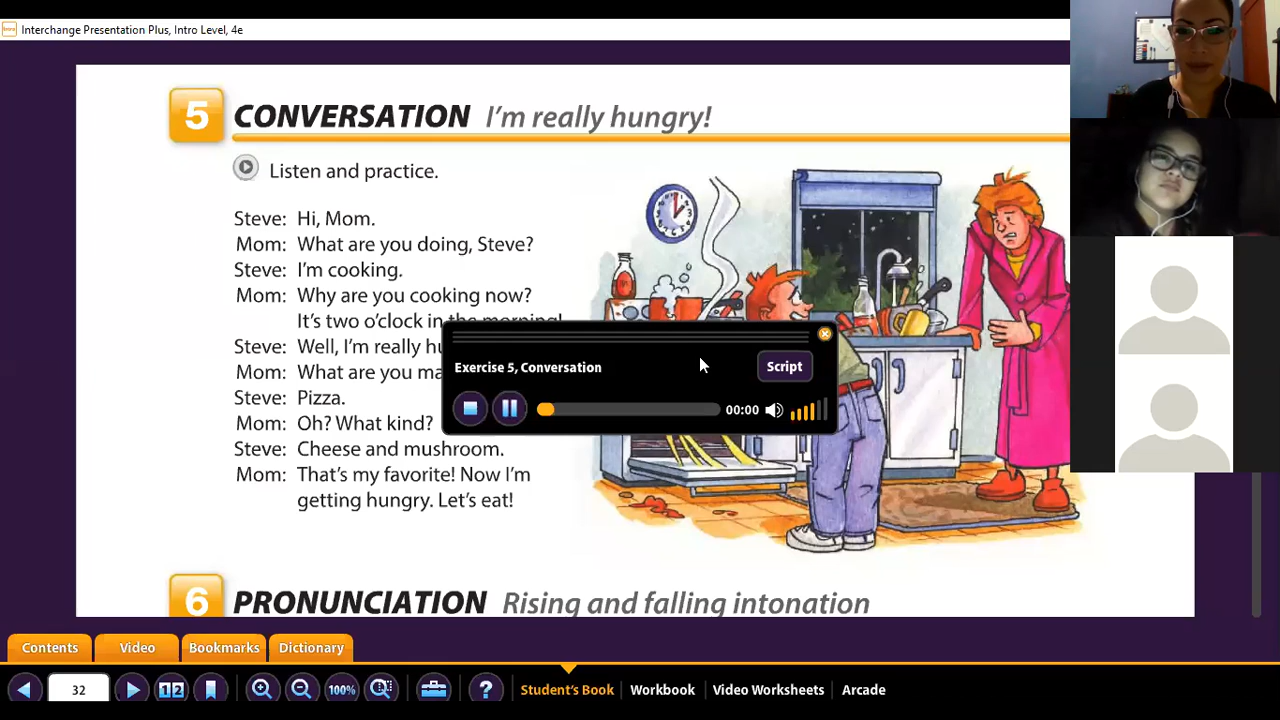 Interchange Presentation Plus, Intro Level, 4e
5 CONVERSATION I'm really hungry!
Listen and practice.
Steve: Hi, Mom.
Mom: What are you doing, Steve?
Steve: I'm cooking.
Mom: Why are you cooking now?
It's two o'clock in the morning!
Steve: Well, I'm really
Mom: What are you
Steve: Pizza.
Mom: Oh? What kind?
Steve: Cheese and mushroom.
Mom: That's my favorite! Now I'm
getting hungry. Let's eat!
Exercise 5, Conversation
Script
00:00
6 PRONUNCIATION Rising and falling intonation
Contents Video Bookmarks Dictionary
32 1 2 100% ? Student's Book Workbook Video Worksheets Arcade